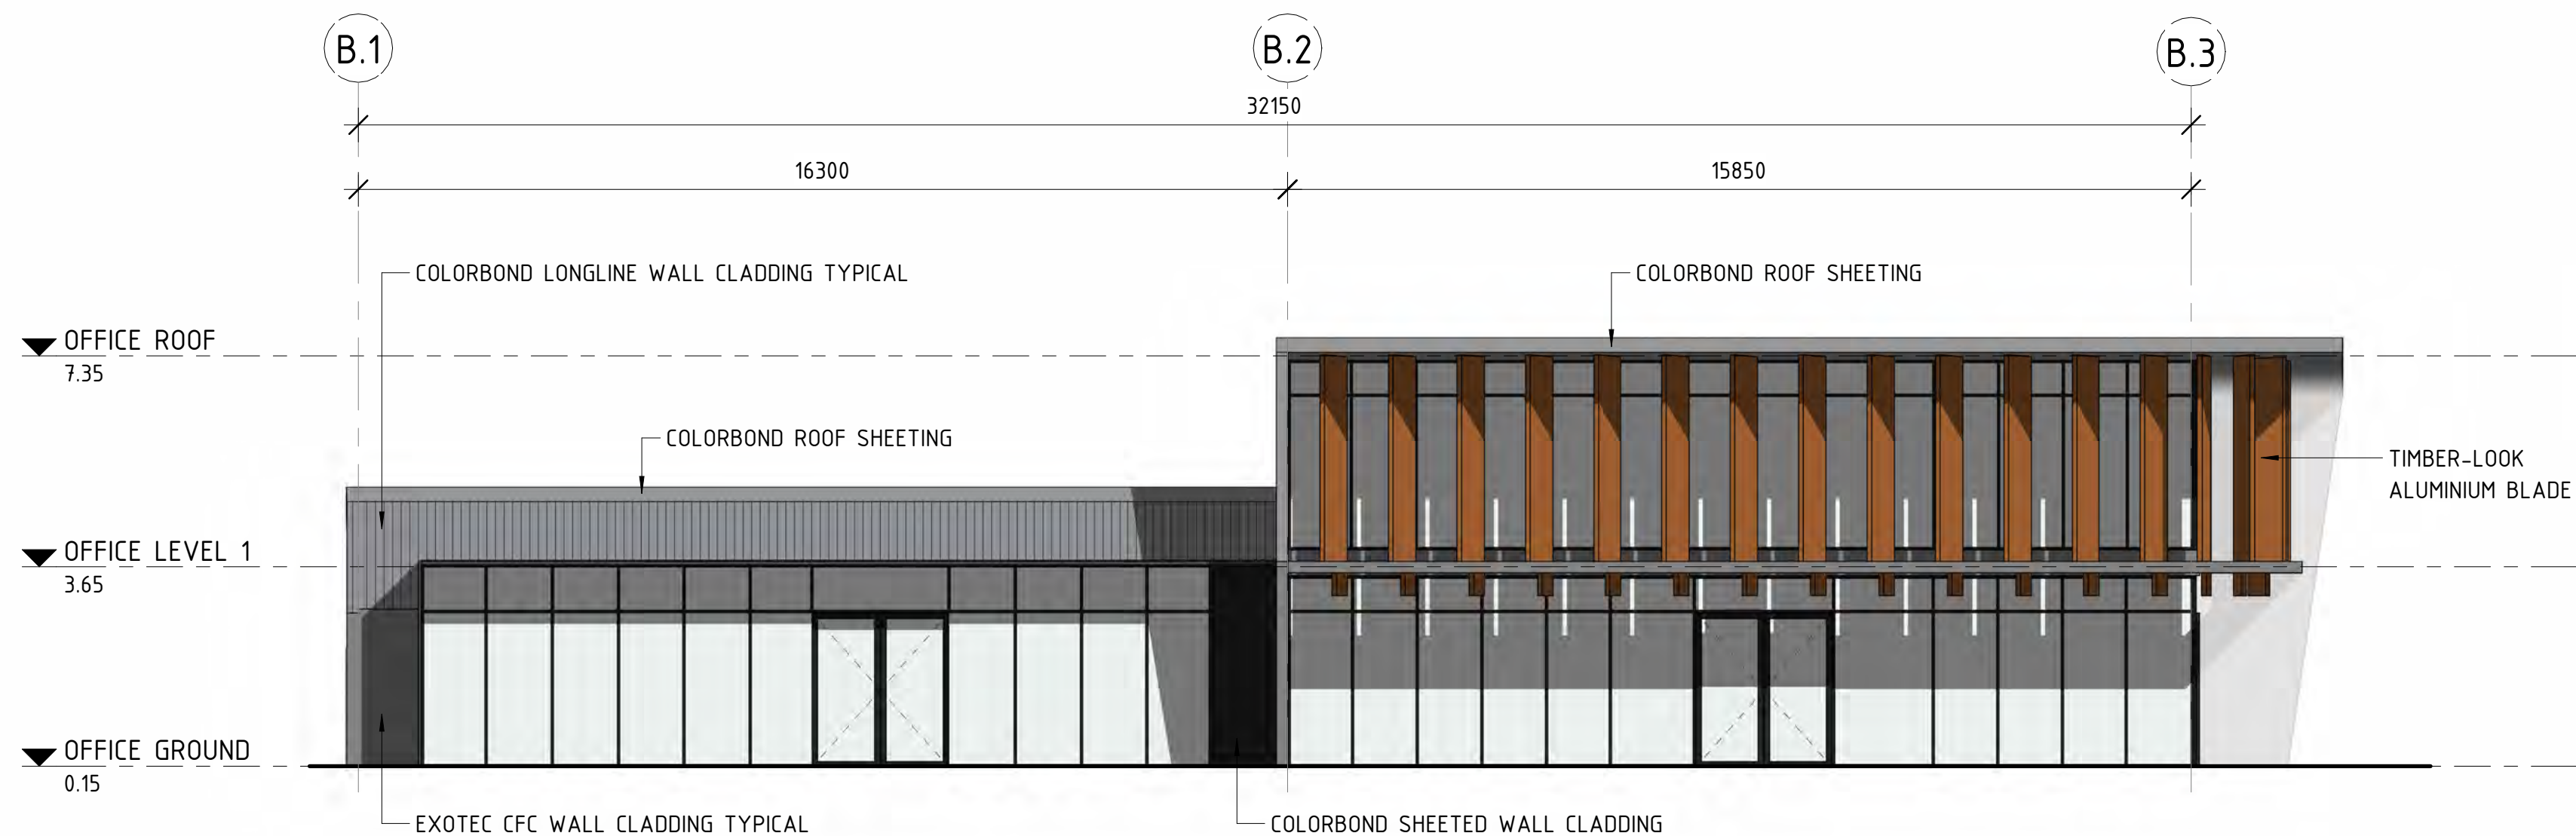 B.1
B.2
B.3
32150
16300
15850
COLORBOND LONGLINE WALL CLADDING TYPICAL
COLORBOND ROOF SHEETING
OFFICE ROOF
7.35
COLORBOND ROOF SHEETING
TIMBER-LOOK
ALUMINIUM BLADE
OFFICE LEVEL 1
3.65
OFFICE GROUND
0.15
EXOTEC CFC WALL CLADDING TYPICAL
COLORBOND SHEETED WALL CLADDING